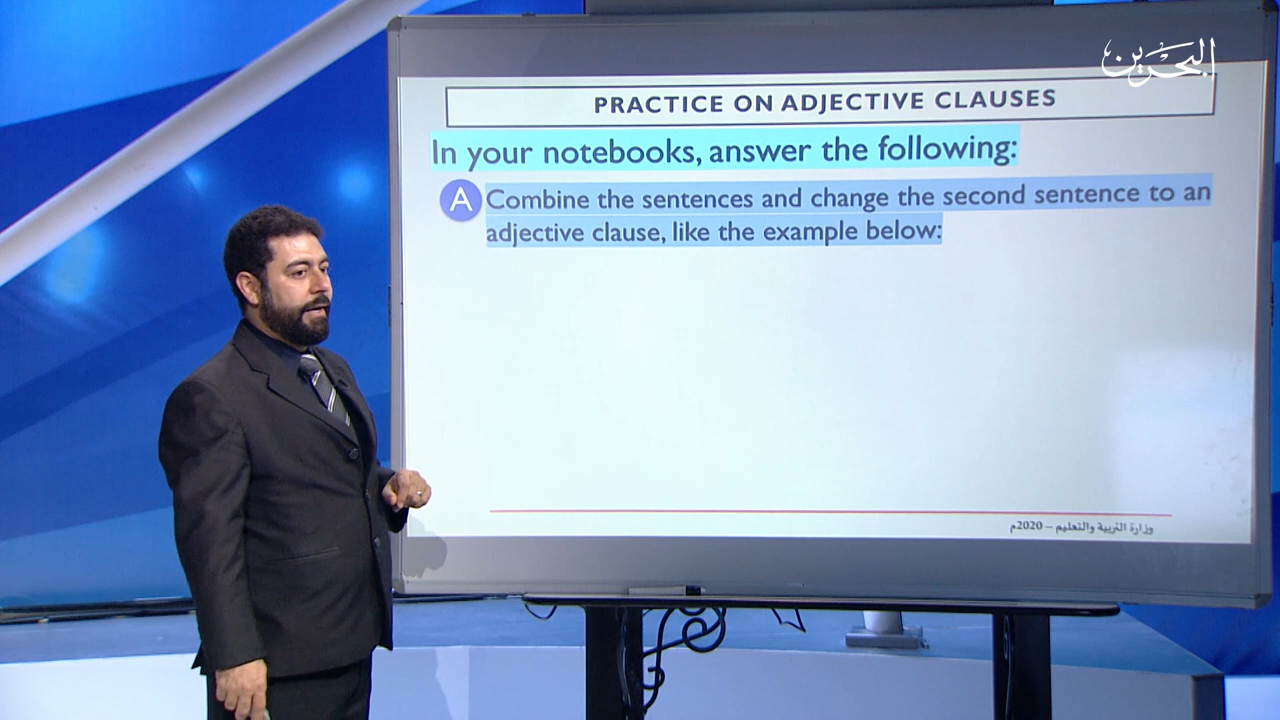 البحرين
PRACTICE ON ADJECTIVE CLAUSES
In your notebooks, answer the following:
A Combine the sentences and change the second sentence to an
adjective clause, like the example below:
وزارة التربية والتعليم – 2020م